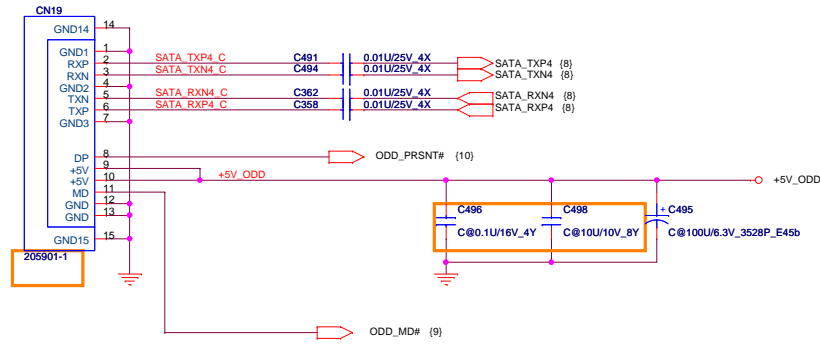 CN19
GND14 14
GND1 1
RXP 2 SATA_TXP4_C C491 0.01U/25V_4X SATA_TXP4 {8}
RXN 3 SATA_TXN4_C C494 0.01U/25V_4X SATA_TXN4 {8}
GND2 4
TXN 5 SATA_RXN4_C C362 0.01U/25V_4X SATA_RXN4 {8}
TXP 6 SATA_RXP4_C C358 0.01U/25V_4X SATA_RXP4 {8}
GND3 7
DP 8 ODD_PRSNT# {10}
+5V 9
+5V 10 +5V_ODD +5V_ODD
MD 11
GND 12
GND 13
C496 C498 + C495
C@0.1U/16V_4Y C@10U/10V_8Y C@100U/6.3V_3528P_E45b
GND15 15
205901-1
ODD_MD# {9}